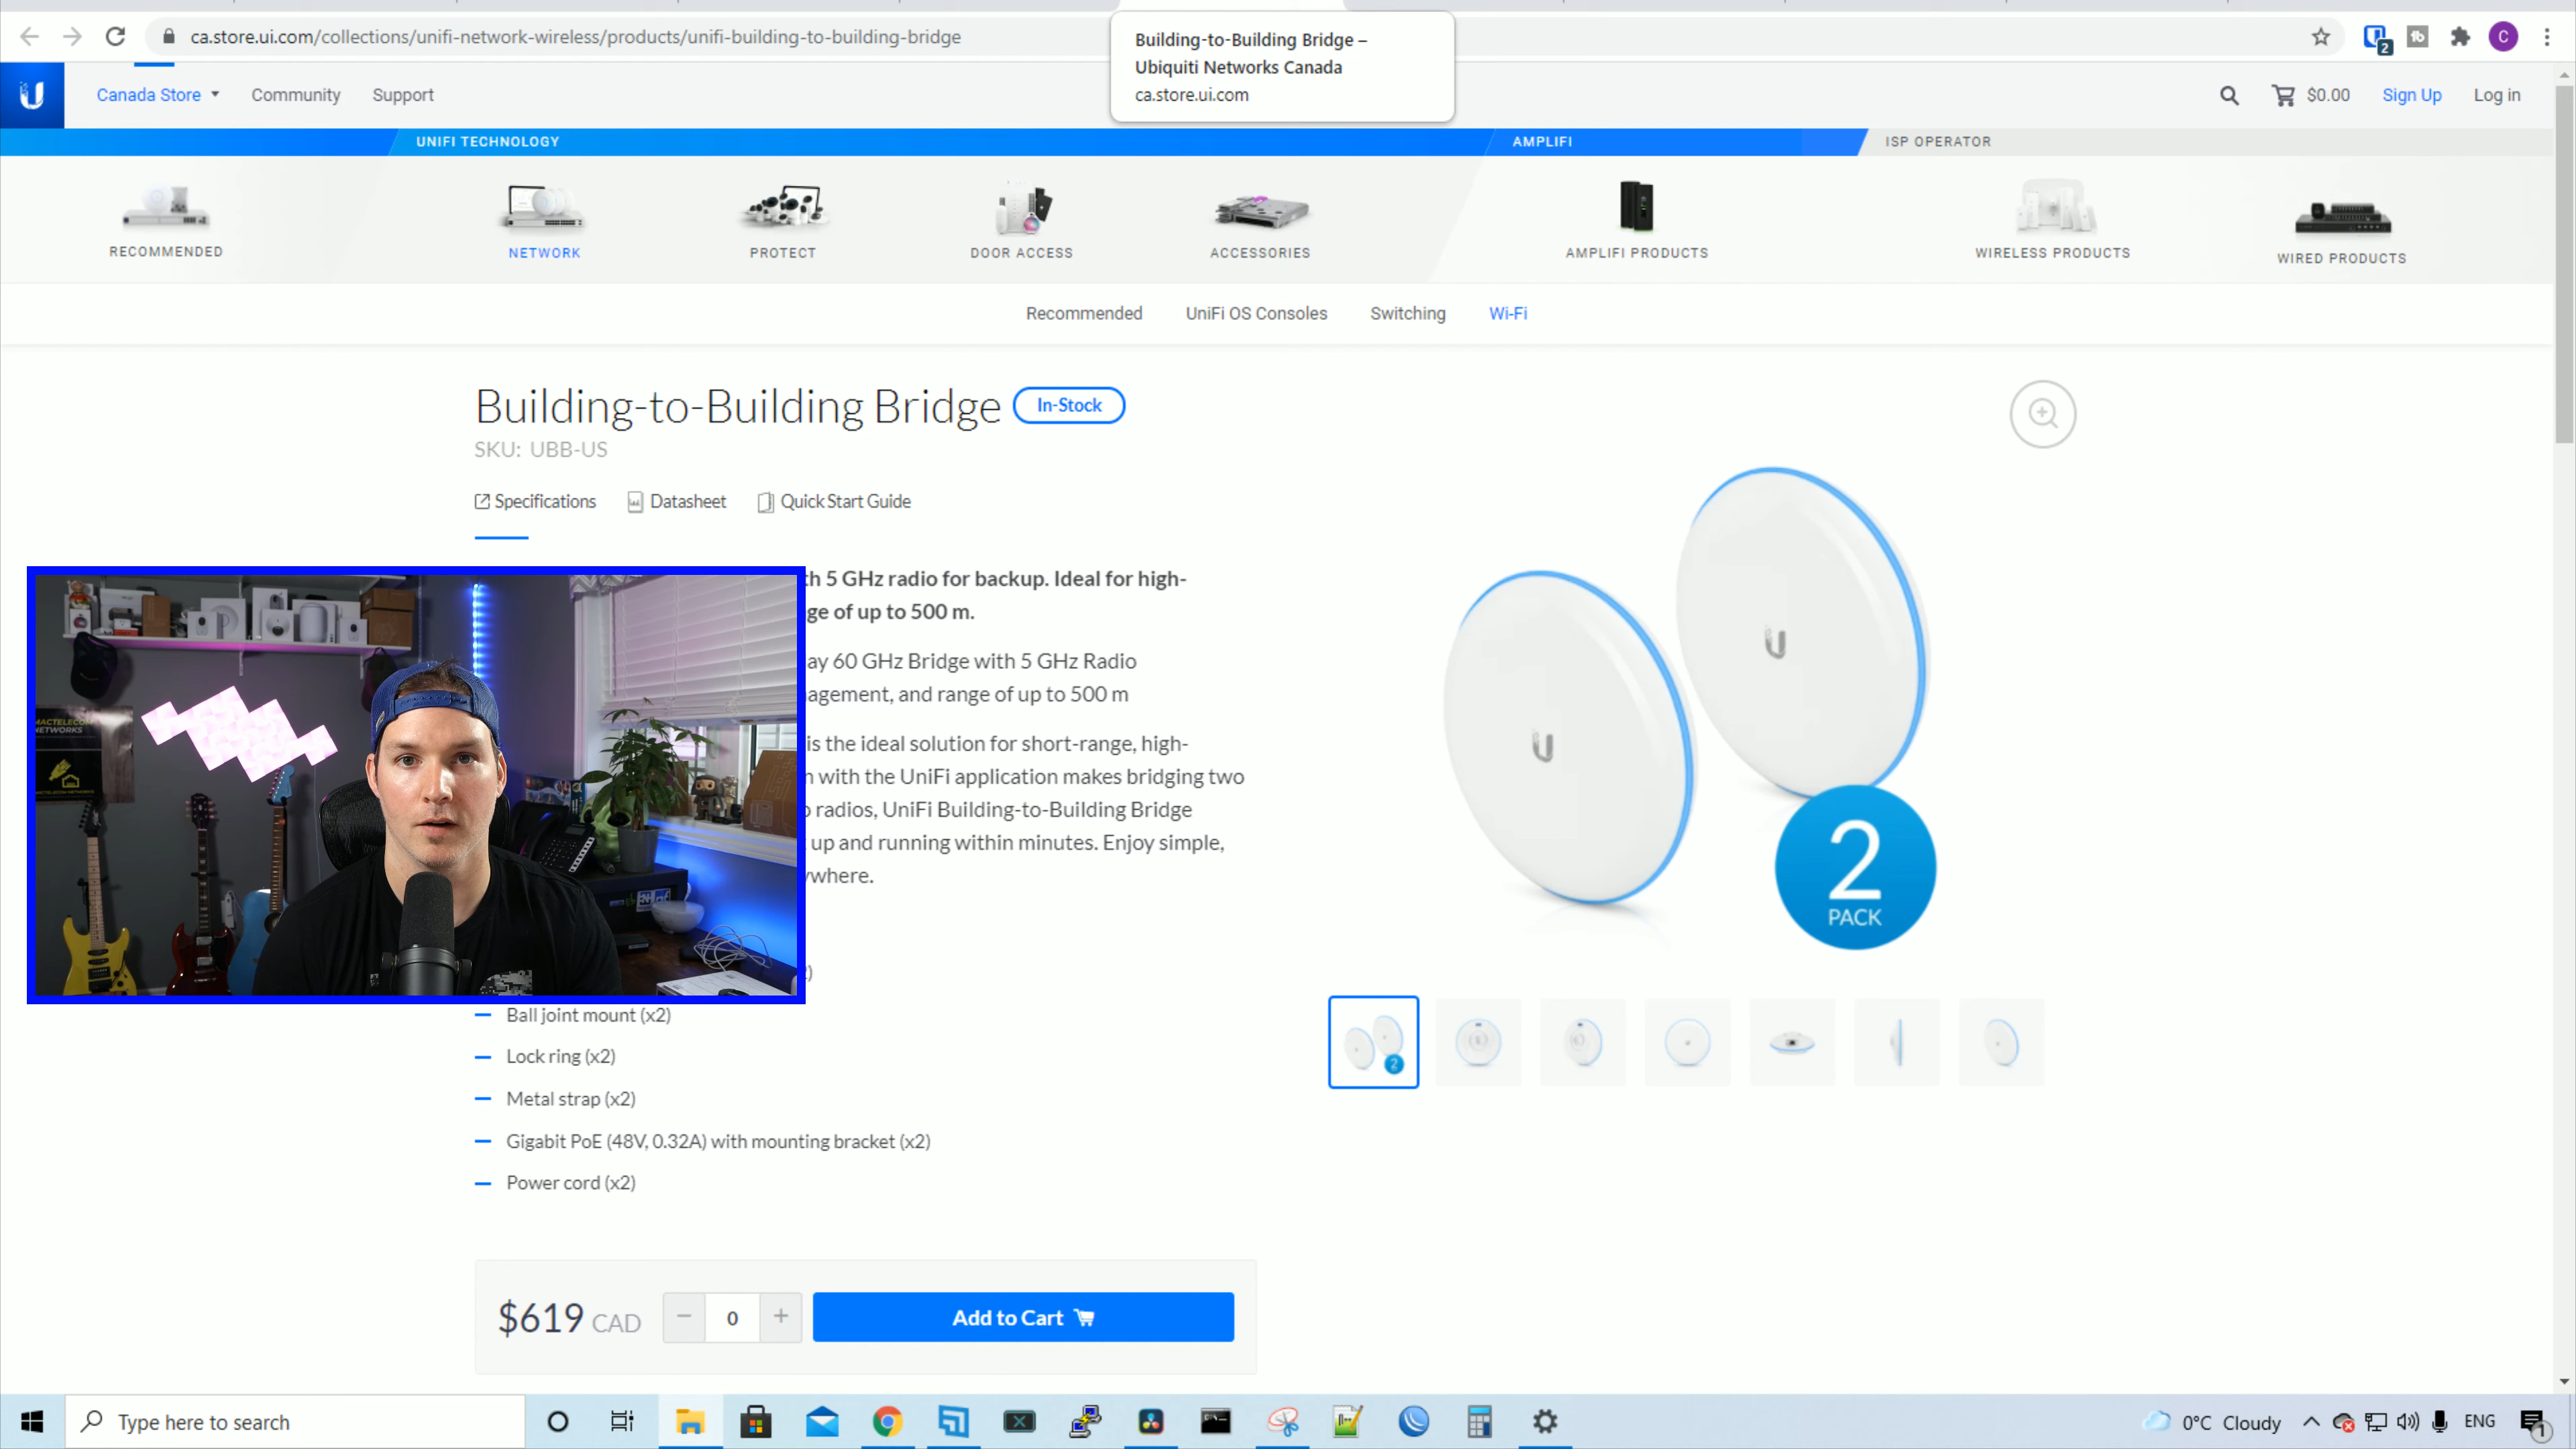 ca.store.ui.com/collections/unifi-network-wireless/products/unifi-building-to-building-bridge
Building-to-Building Bridge –
Ubiquiti Networks Canada
ca.store.ui.com
2
C
Canada Store
Community
Support
$0.00
Sign Up
Log in
UNIFI TECHNOLOGY
AMPLIFI
ISP OPERATOR
RECOMMENDED
NETWORK
PROTECT
DOOR ACCESS
ACCESSORIES
AMPLIFI PRODUCTS
WIRELESS PRODUCTS
WIRED PRODUCTS
Recommended
UniFi OS Consoles
Switching
Wi-Fi
Building-to-Building Bridge
In-Stock
SKU: UBB-US
Specifications
Datasheet
Quick Start Guide
5 GHz radio for backup. Ideal for high-
of up to 500 m.
60 GHz Bridge with 5 GHz Radio
and range of up to 500 m
is the ideal solution for short-range, high-
with the UniFi application makes bridging two
radios, UniFi Building-to-Building Bridge
up and running within minutes. Enjoy simple,
MACTELECOM
NETWORKS
MACTELECOM NETWORKS
Ball joint mount (x2)
Lock ring (x2)
Metal strap (x2)
Gigabit PoE (48V, 0.32A) with mounting bracket (x2)
Power cord (x2)
2
PACK
2
$619 CAD
0
Add to Cart
Type here to search
0°C Cloudy
ENG
1